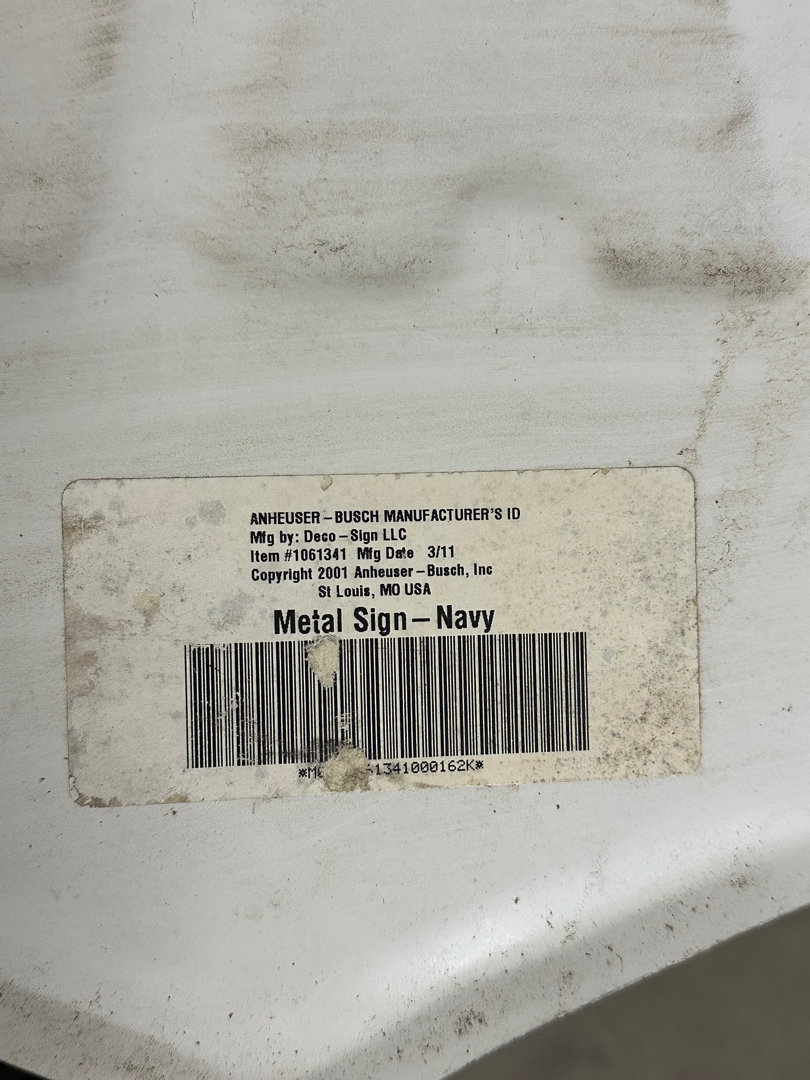 ANHEUSER-BUSCH MANUFACTURER'S ID
Mfg by: Deco-Sign LLC
Item #1061341 Mfg Date 3/11
Copyright 2001 Anheuser-Busch, Inc
St Louis, MO USA
Metal Sign-Navy